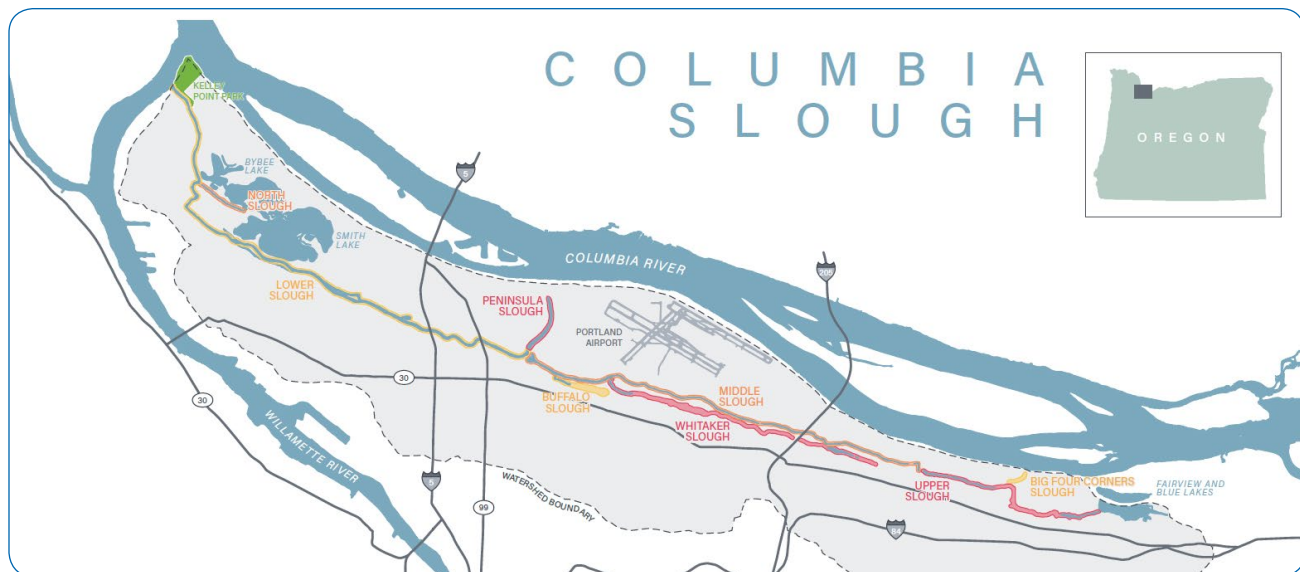 COLUMBIA
SLOUGH
OREGON
KELLEY
POINT PARK
BYBEE
LAKE
NORTH
SLOUGH
SMITH
LAKE
LOWER
SLOUGH
5
COLUMBIA RIVER
205
PENINSULA
SLOUGH
PORTLAND
AIRPORT
30
30
BUFFALO
SLOUGH
MIDDLE
SLOUGH
WHITAKER
SLOUGH
WILLAMETTE RIVER
5
99
WATERSHED BOUNDARY
UPPER
SLOUGH
BIG FOUR CORNERS
SLOUGH
FAIRVIEW AND
BLUE LAKES
84